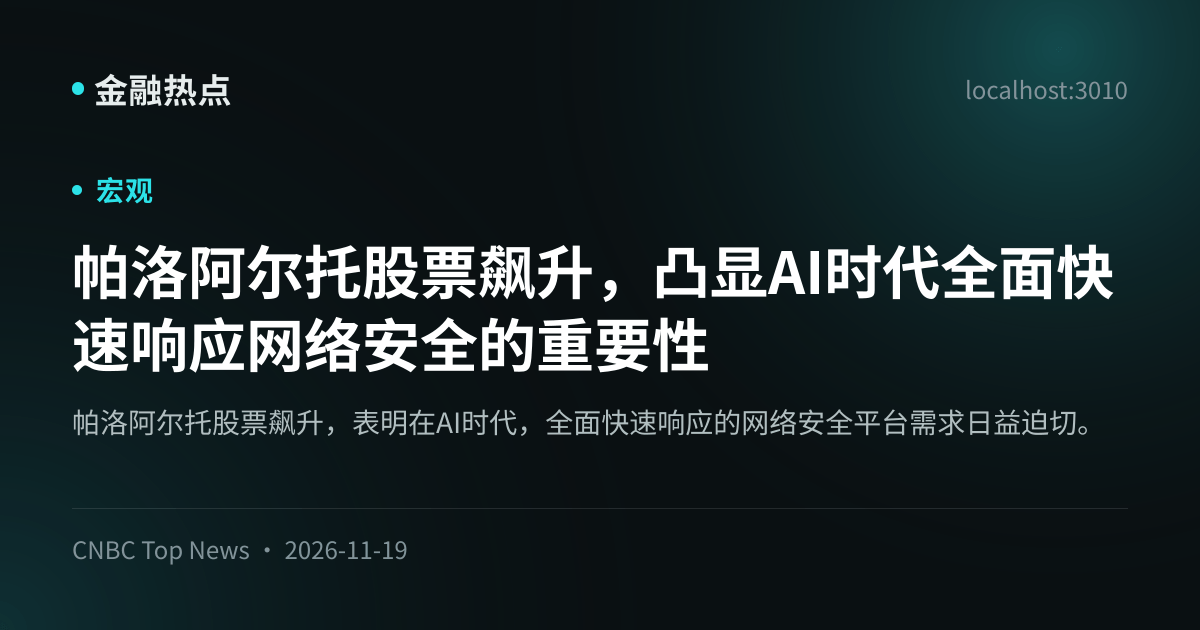 金融热点
localhost:3010
宏观
帕洛阿尔托股票飙升，凸显AI时代全面快
速响应网络安全的重要性
帕洛阿尔托股票飙升，表明在AI时代，全面快速响应的网络安全平台需求日益迫切。
CNBC Top News • 2026-11-19